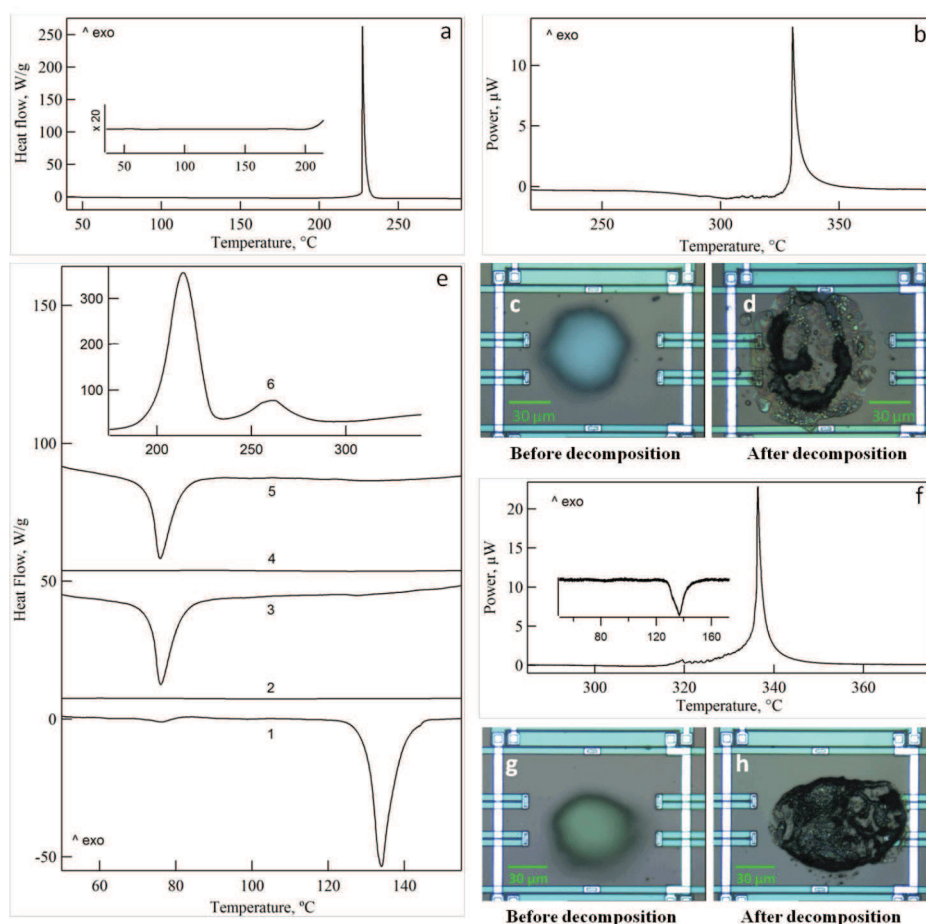 ^ exo
a
Heat flow, W/g
250
200
150
100
50
0
x 20
50 100 150 200
50 100 150 200 250
Temperature, °C
^ exo
b
Power, µW
10
5
0
250 300 350
Temperature, °C
e
150
100
50
0
-50
Heat Flow, W/g
300
200
100
200 250 300
6
5
4
3
2
1
^ exo
60 80 100 120 140
Temperature, ºC
c
30 µm
Before decomposition
d
30 µm
After decomposition
^ exo
f
Power, µW
20
15
10
5
0
80 120 160
300 320 340 360
Temperature, °C
g
30 µm
Before decomposition
h
30 µm
After decomposition